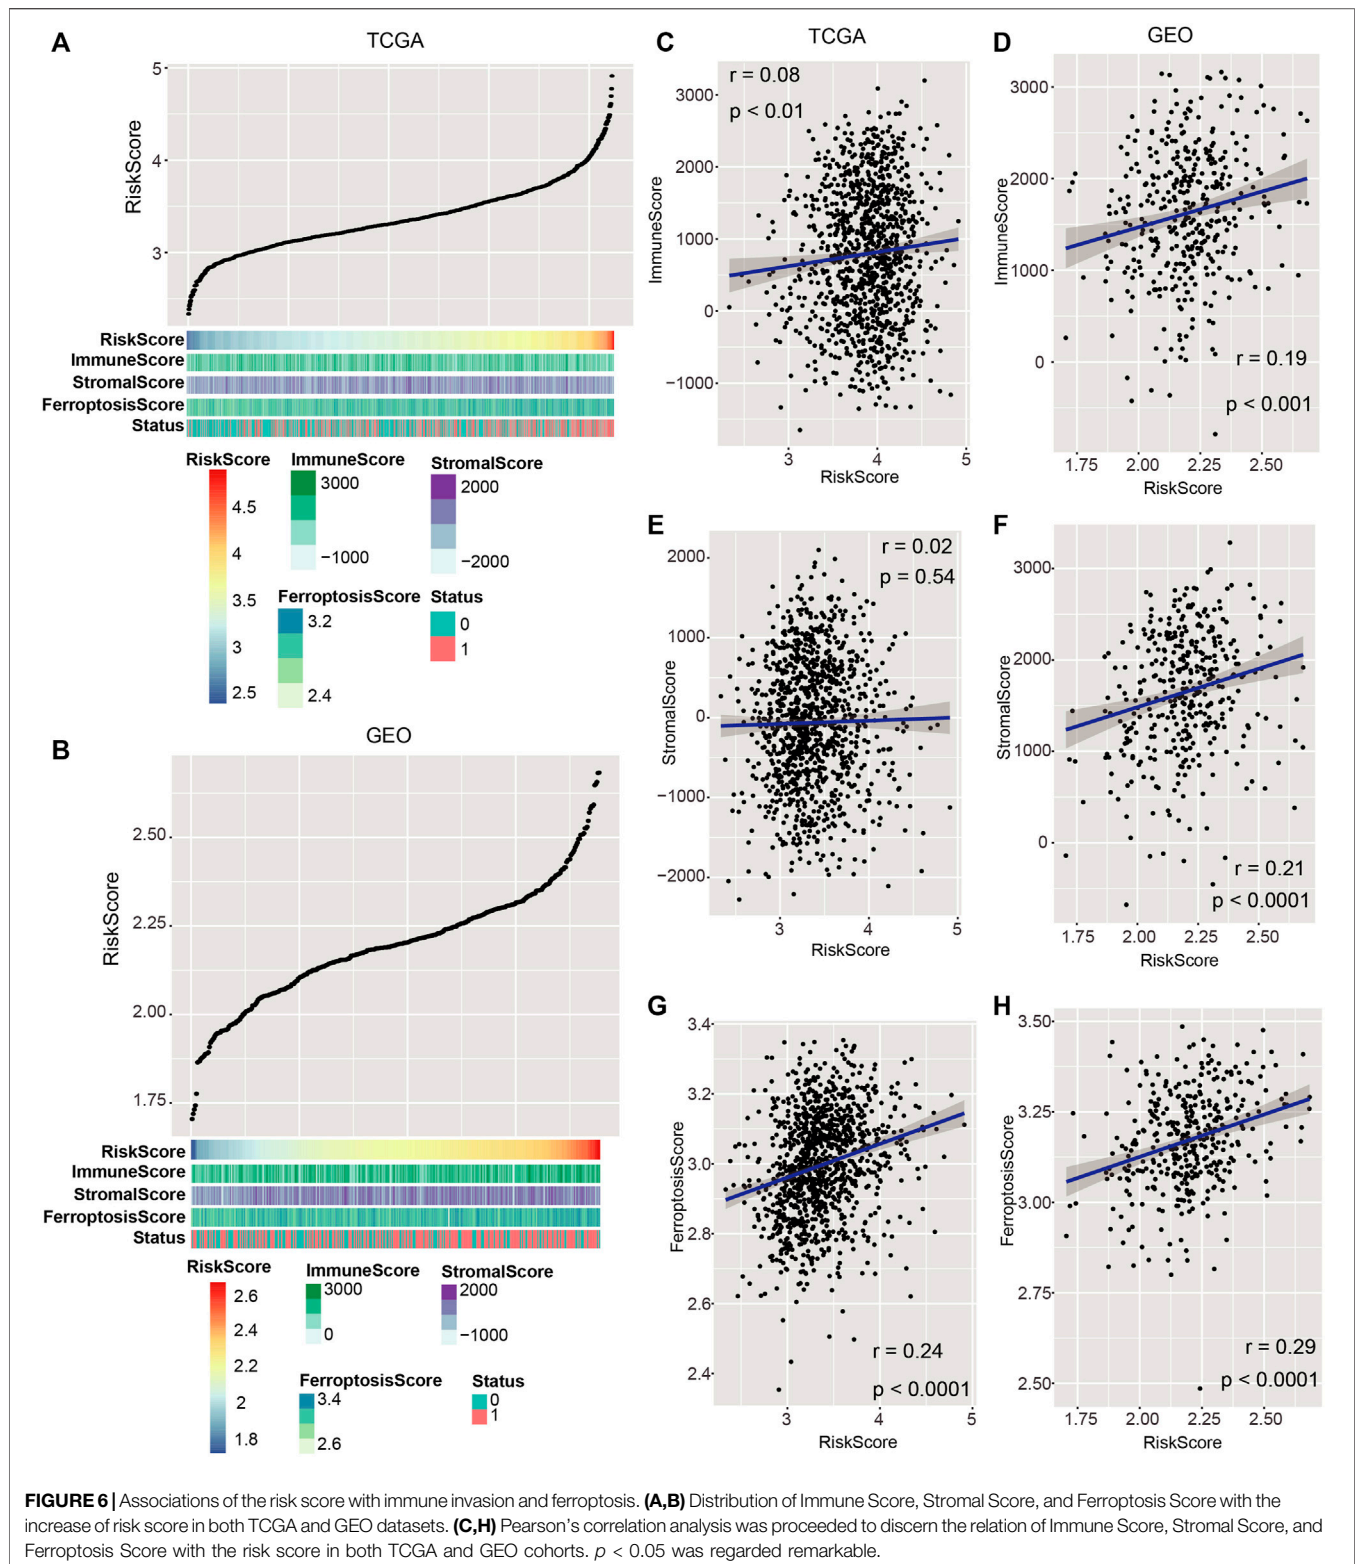 A
TCGA
RiskScore
5
4
3
RiskScore
ImmuneScore
StromalScore
FerroptosisScore
Status
RiskScore
4.5
4
3.5
3
2.5
ImmuneScore
3000
−1000
StromalScore
2000
−2000
FerroptosisScore
3.2
2.4
Status
0
1
B
GEO
RiskScore
2.50
2.25
2.00
1.75
RiskScore
ImmuneScore
StromalScore
FerroptosisScore
Status
RiskScore
2.6
2.4
2.2
2
1.8
ImmuneScore
3000
0
StromalScore
2000
−1000
FerroptosisScore
3.4
2.6
Status
0
1
C
TCGA
r = 0.08
p < 0.01
ImmuneScore
3000
2000
1000
0
−1000
3 4 5
RiskScore
D
GEO
ImmuneScore
3000
2000
1000
0
r = 0.19
p < 0.001
1.75 2.00 2.25 2.50
RiskScore
E
r = 0.02
p = 0.54
StromalScore
2000
1000
0
−1000
−2000
3 4 5
RiskScore
F
StromalScore
3000
2000
1000
0
r = 0.21
p < 0.0001
1.75 2.00 2.25 2.50
RiskScore
G
FerroptosisScore
3.4
3.2
3.0
2.8
2.6
2.4
r = 0.24
p < 0.0001
3 4 5
RiskScore
H
FerroptosisScore
3.50
3.25
3.00
2.75
2.50
r = 0.29
p < 0.0001
1.75 2.00 2.25 2.50
RiskScore
FIGURE 6 | Associations of the risk score with immune invasion and ferroptosis. (A,B) Distribution of Immune Score, Stromal Score, and Ferroptosis Score with the
increase of risk score in both TCGA and GEO datasets. (C,H) Pearson's correlation analysis was proceeded to discern the relation of Immune Score, Stromal Score, and
Ferroptosis Score with the risk score in both TCGA and GEO cohorts. p < 0.05 was regarded remarkable.